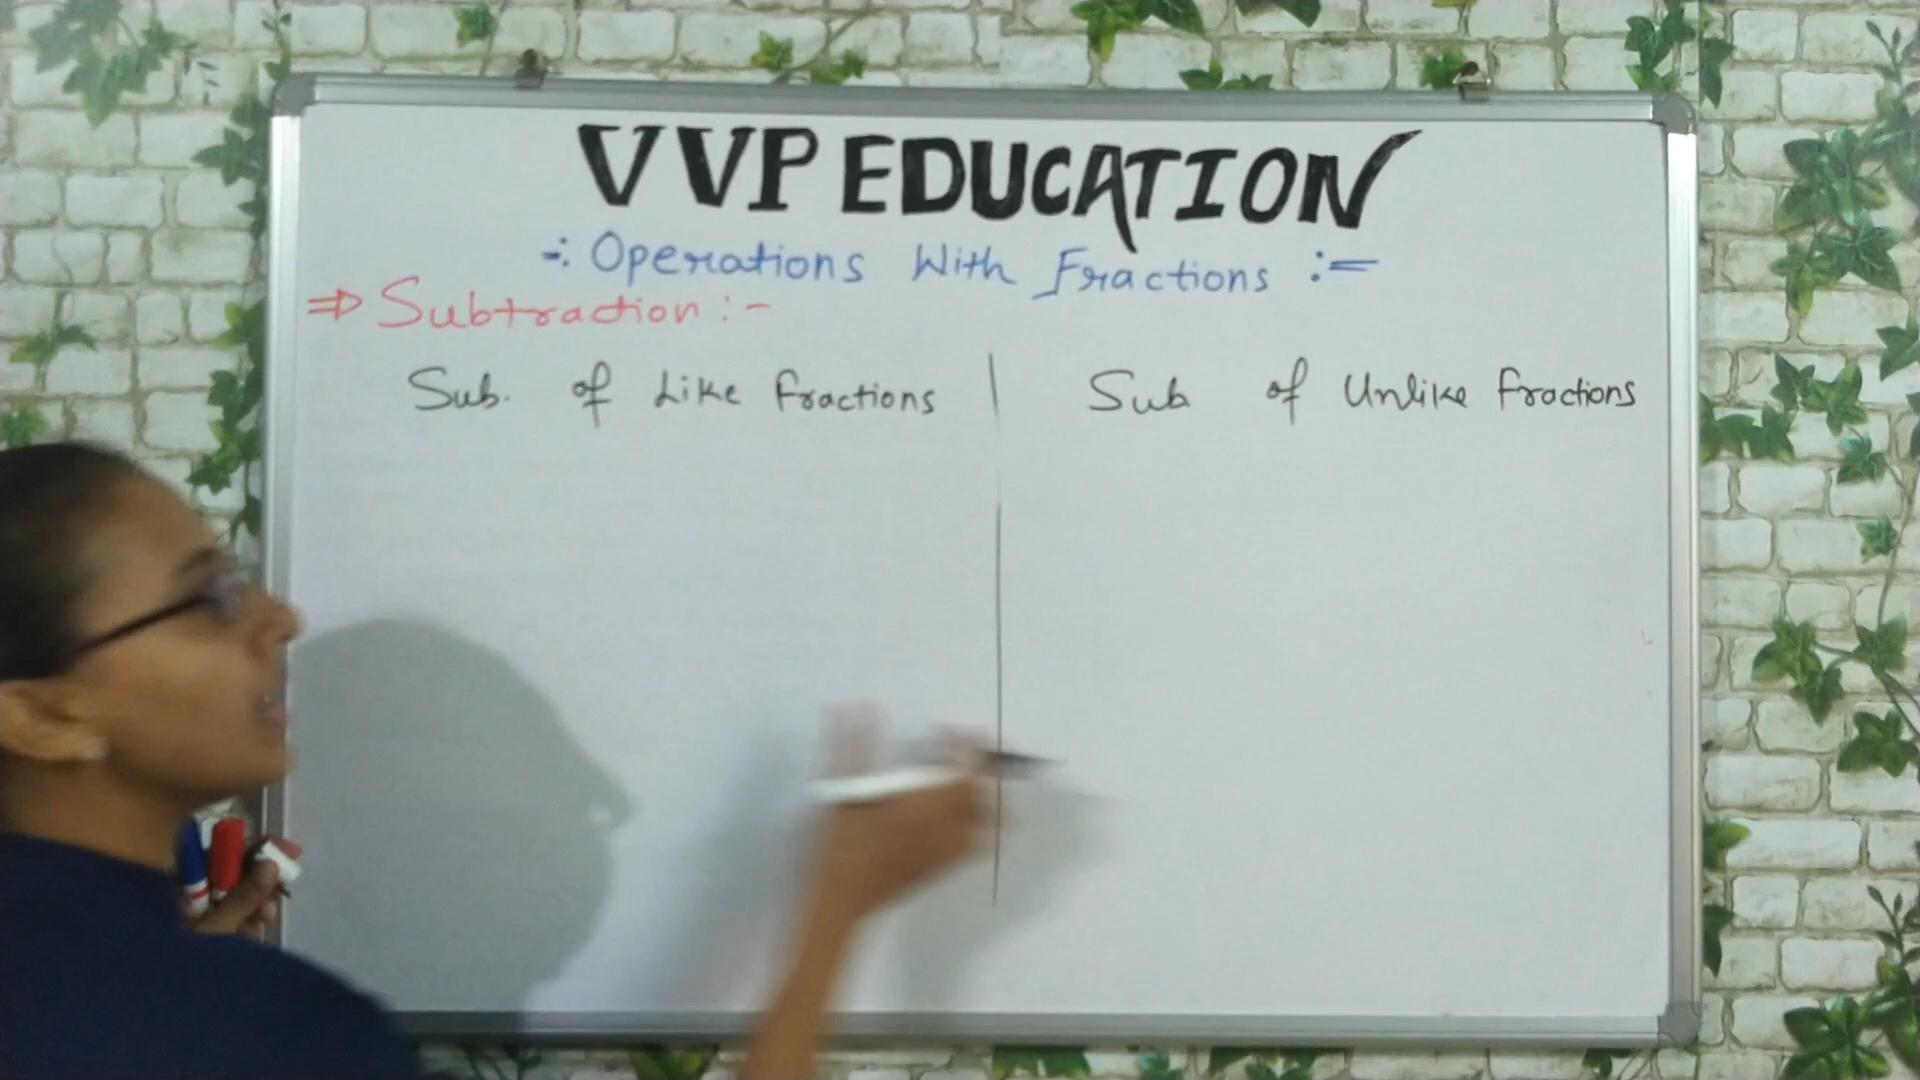 VVP EDUCATION
-: Operations With Fractions :=
⇒ Subtraction :-
Sub. of Like fractions | Sub of Unlike fractions